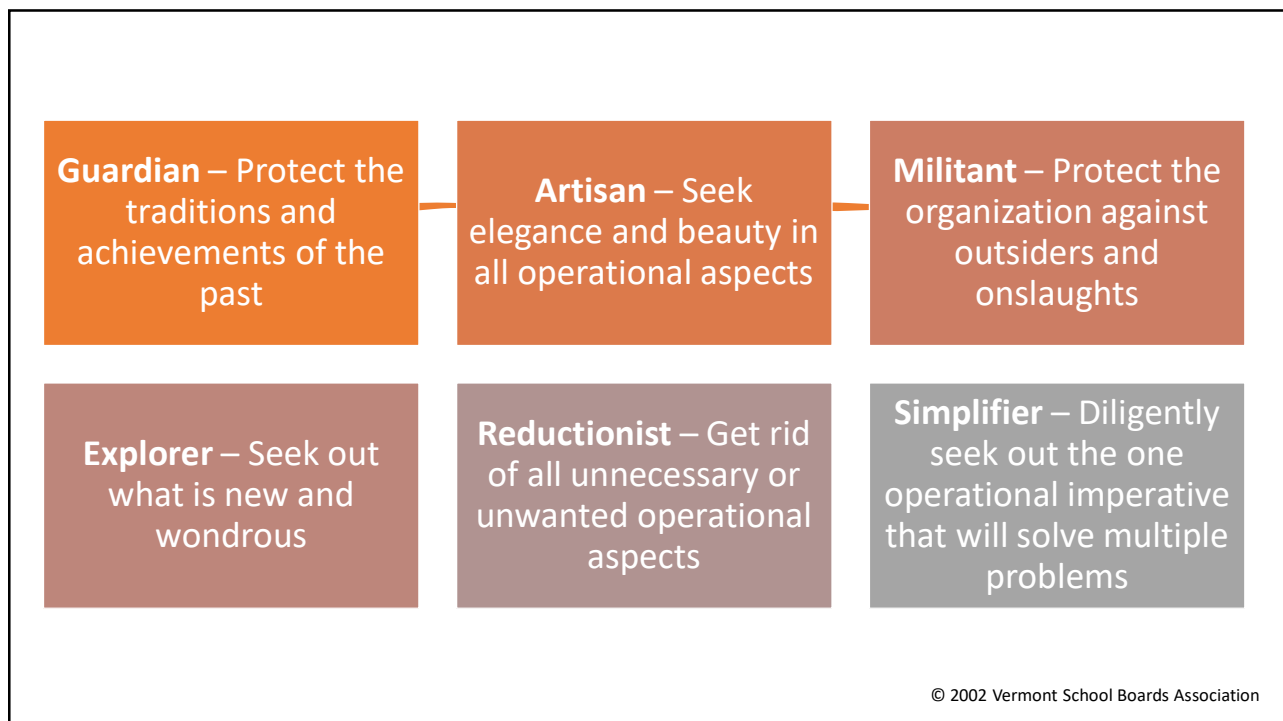 Guardian – Protect the
traditions and
achievements of the
past
Artisan – Seek
elegance and beauty in
all operational aspects
Militant – Protect the
organization against
outsiders and
onslaughts
Explorer – Seek out
what is new and
wondrous
Reductionist – Get rid
of all unnecessary or
unwanted operational
aspects
Simplifier – Diligently
seek out the one
operational imperative
that will solve multiple
problems
© 2002 Vermont School Boards Association